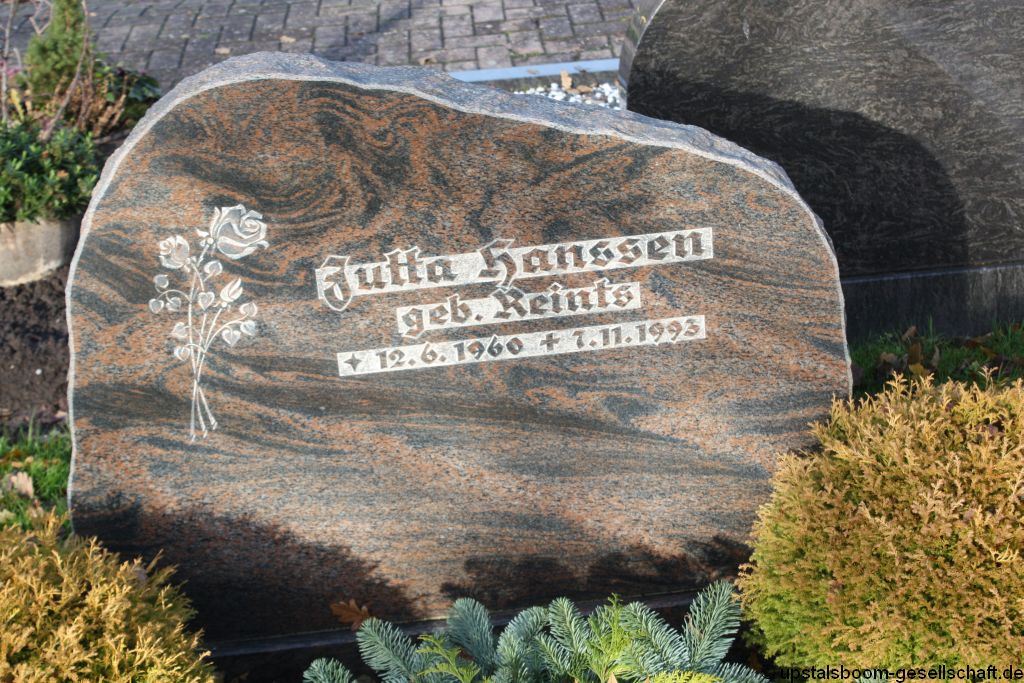 Jutta Hanssen
geb. Reints
✦ 12.6.1960 ✝ 7.11.1993
upstalsboom-gesellschaft.de